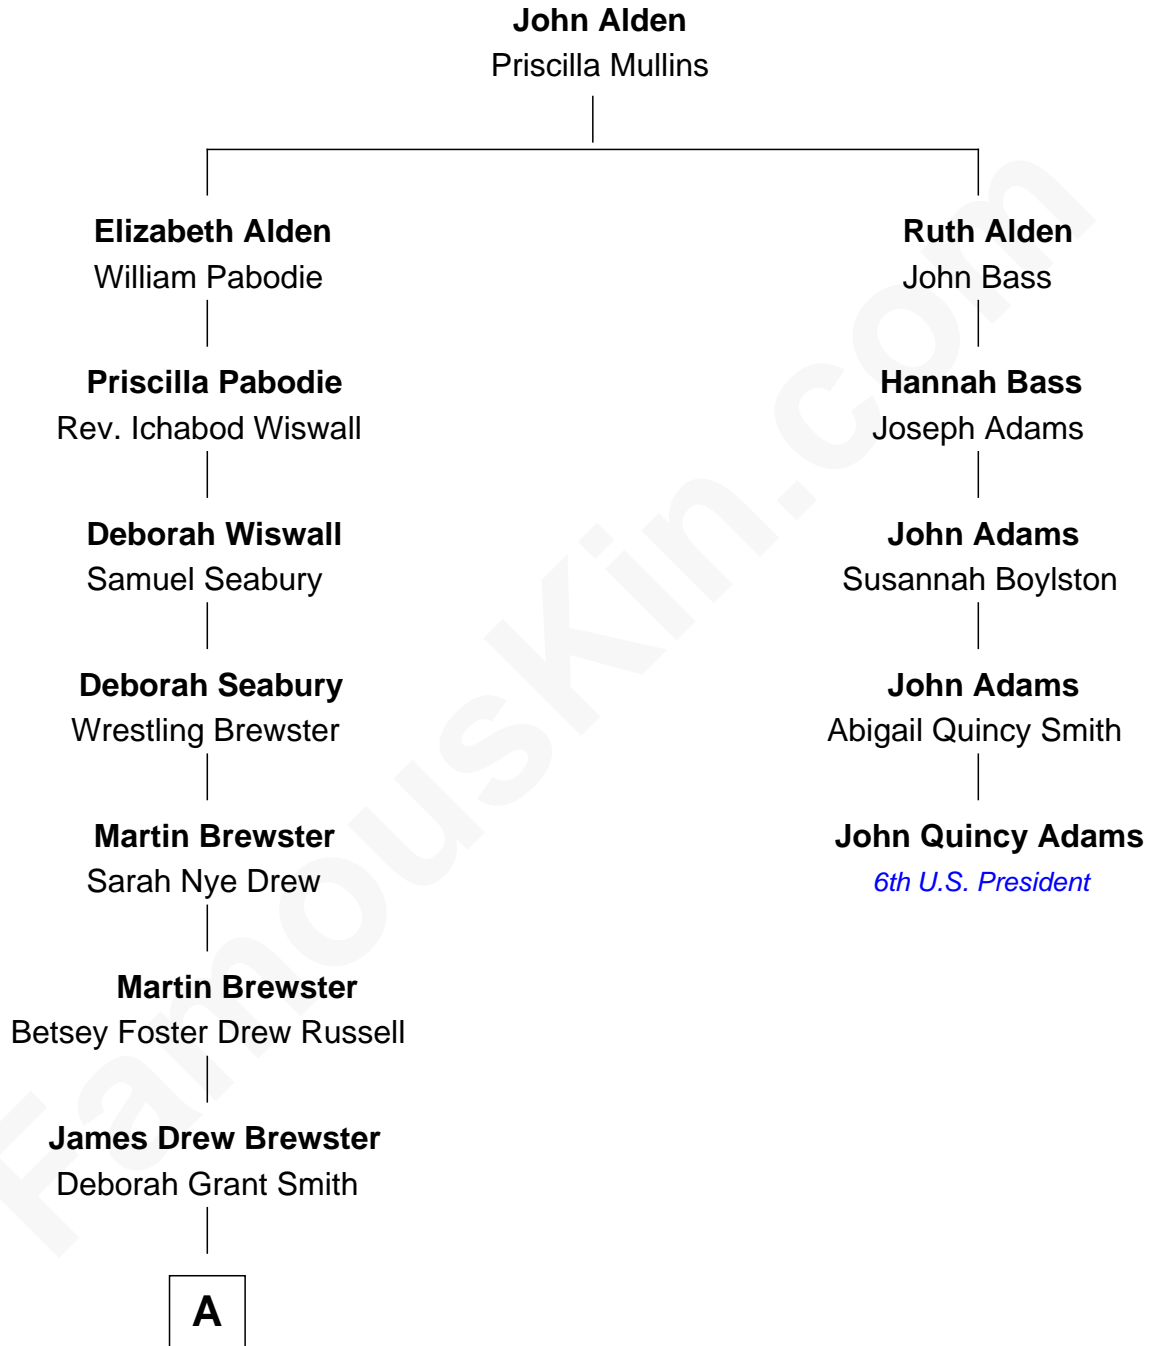 John Alden
Priscilla Mullins
Elizabeth Alden
William Pabodie
Ruth Alden
John Bass
Priscilla Pabodie
Rev. Ichabod Wiswall
Hannah Bass
Joseph Adams
Deborah Wiswall
Samuel Seabury
John Adams
Susannah Boylston
Deborah Seabury
Wrestling Brewster
John Adams
Abigail Quincy Smith
Martin Brewster
Sarah Nye Drew
John Quincy Adams
6th U.S. President
Martin Brewster
Betsey Foster Drew Russell
James Drew Brewster
Deborah Grant Smith
A
FamousKin.com